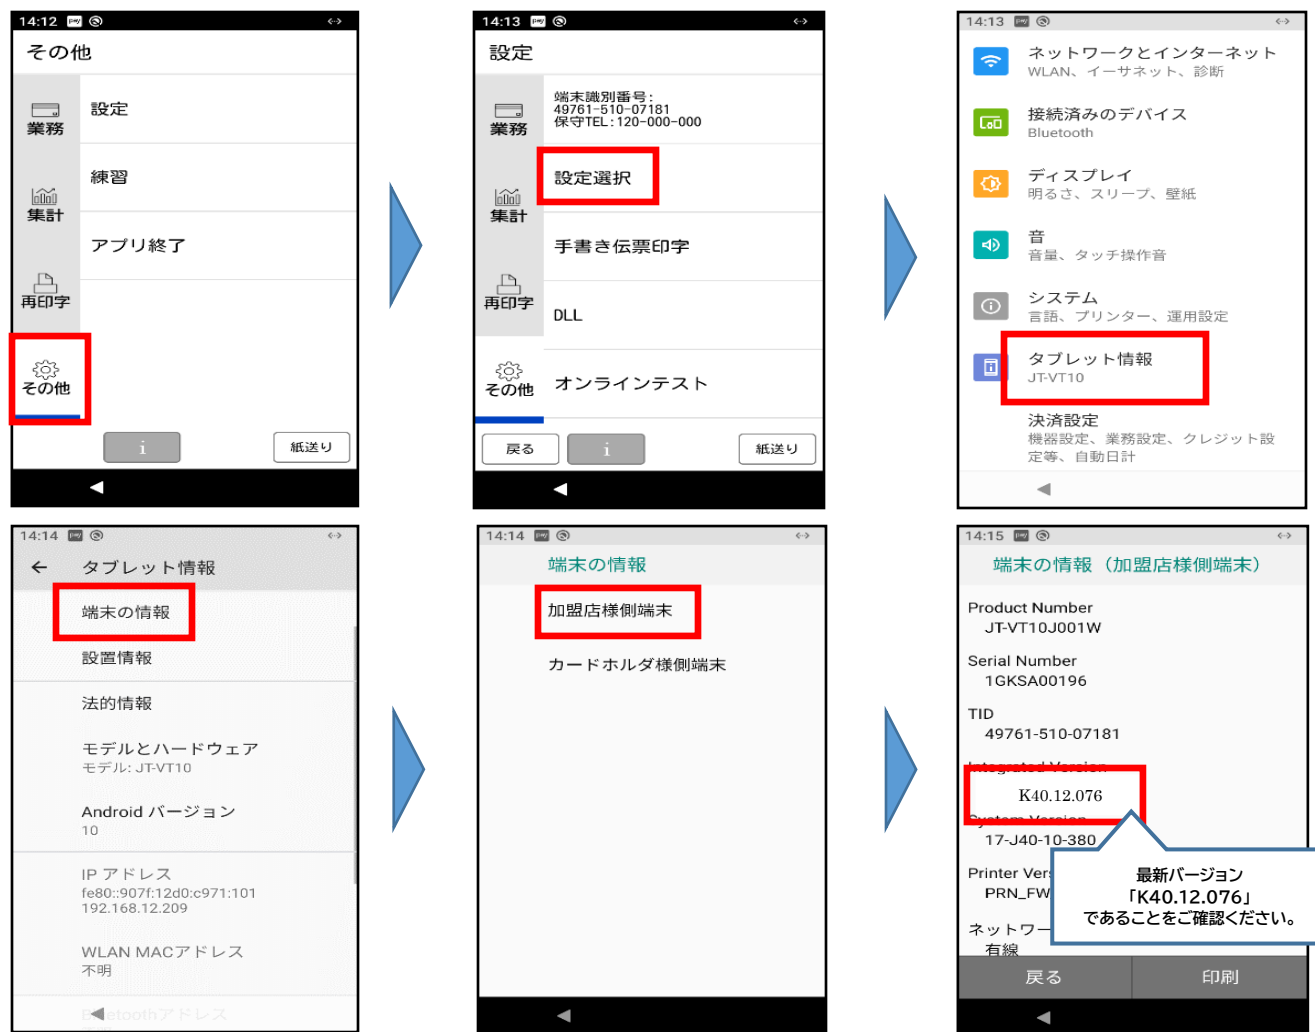 14:12 pay
その他
業務
集計
再印字
その他
設定
練習
アプリ終了
i
紙送り
14:13 pay
設定
業務
集計
再印字
その他
端末識別番号:
49761-510-07181
保守TEL:120-000-000
設定選択
手書き伝票印字
DLL
オンラインテスト
戻る
i
紙送り
14:13 pay
ネットワークとインターネット
WLAN、イーサネット、診断
接続済みのデバイス
Bluetooth
ディスプレイ
明るさ、スリープ、壁紙
音
音量、タッチ操作音
システム
言語、プリンター、運用設定
タブレット情報
JT-VT10
決済設定
機器設定、業務設定、クレジット設
定等、自動日計
14:14 pay
タブレット情報
端末の情報
設置情報
法的情報
モデルとハードウェア
モデル: JT-VT10
Android バージョン
10
IP アドレス
fe80::907f:12d0:c971:101
192.168.12.209
WLAN MACアドレス
不明
14:14 pay
端末の情報
加盟店様側端末
カードホルダ様側端末
14:15 pay
端末の情報（加盟店様側端末）
Product Number
JT-VT10J001W
Serial Number
1GKSA00196
TID
49761-510-07181
Integrated Version
K40.12.076
System Version
17-J40-10-380
Printer Vers
PRN_FW
ネットワー
有線
戻る
印刷
最新バージョン
「K40.12.076」
であることをご確認ください。